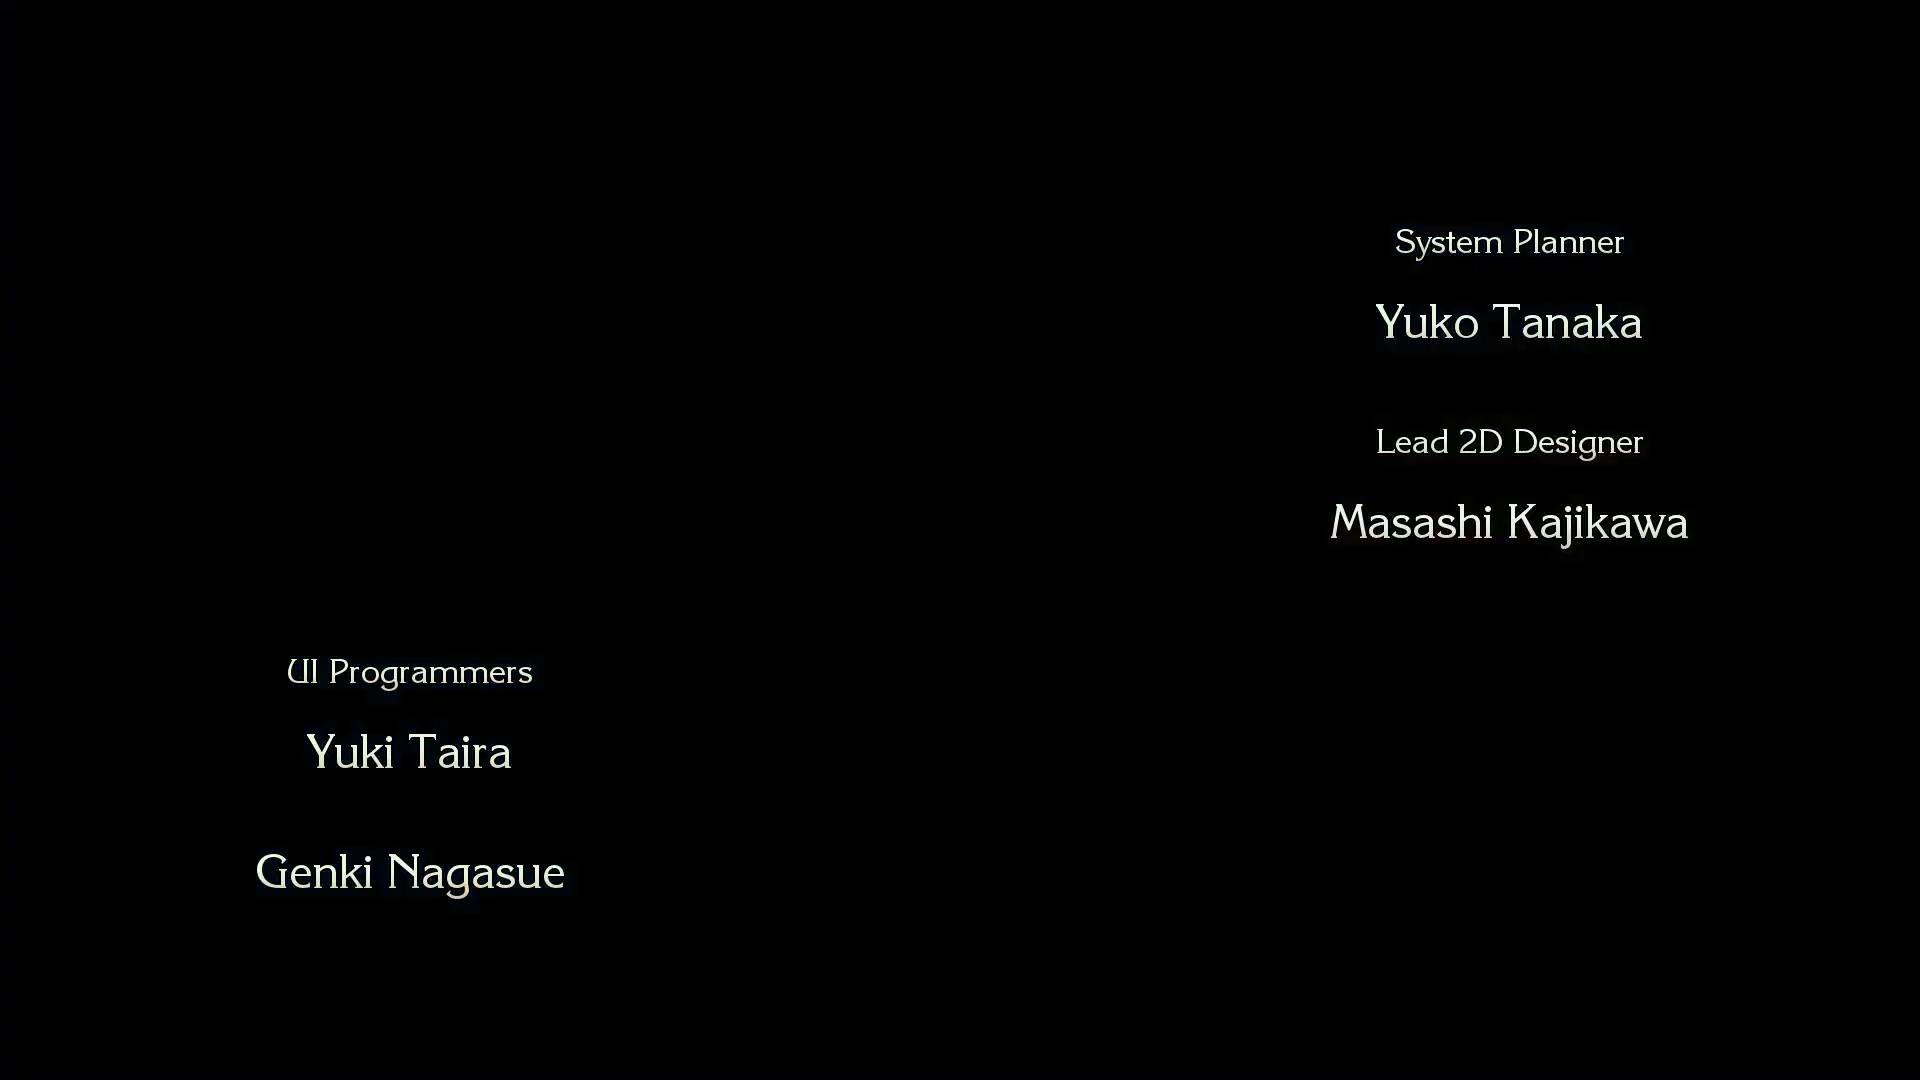 System Planner
Yuko Tanaka
Lead 2D Designer
Masashi Kajikawa
UI Programmers
Yuki Taira
Genki Nagasue